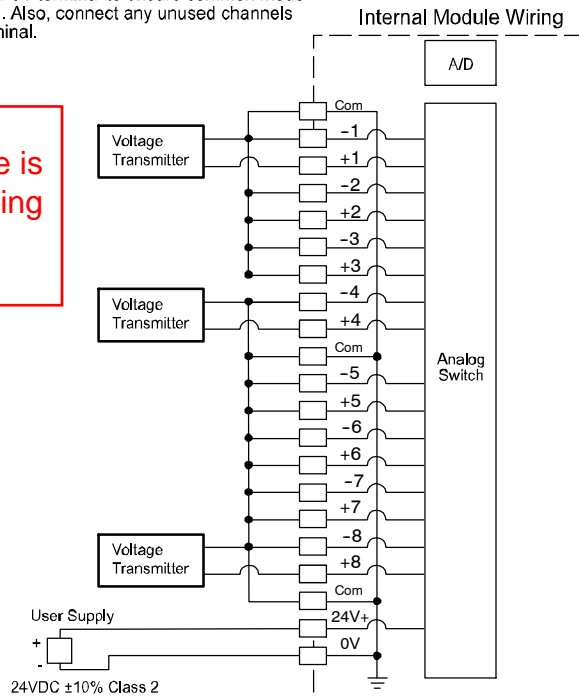 . Also, connect any unused channels
minal.
Internal Module Wiring
A/D
e is
ing
Voltage
Transmitter
Com
-1
+1
-2
+2
-3
+3
Voltage
Transmitter
-4
+4
Com
-5
+5
-6
+6
-7
+7
Analog
Switch
Voltage
Transmitter
-8
+8
Com
User Supply
24V+
0V
+
-
24VDC ±10% Class 2